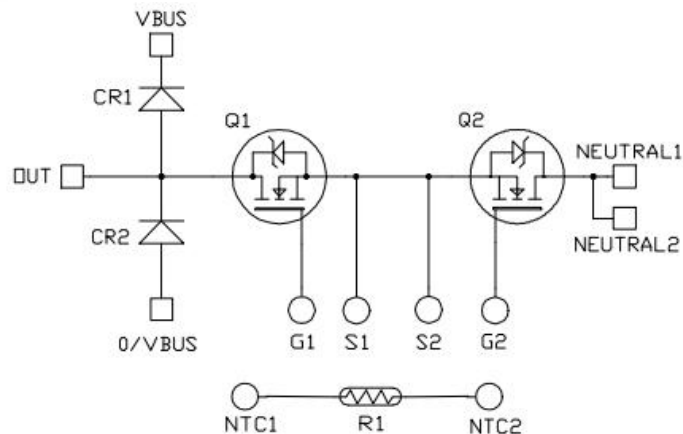 VBUS
CR1
Q1
Q2
OUT
NEUTRAL1
CR2
NEUTRAL2
0/VBUS
G1
S1
S2
G2
NTC1
R1
NTC2